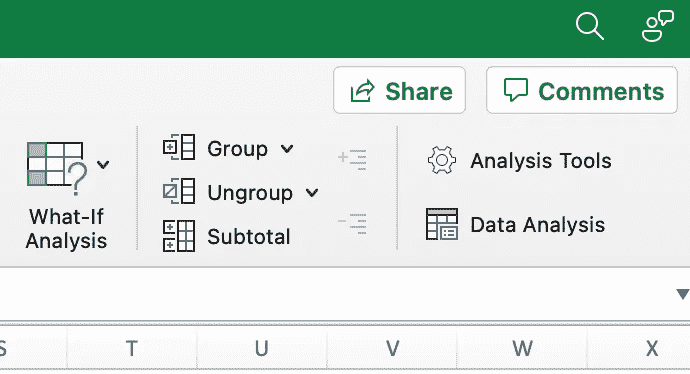 Share
Comments
What-If
Analysis
Group
Ungroup
Subtotal
Analysis Tools
Data Analysis
S T U V W X